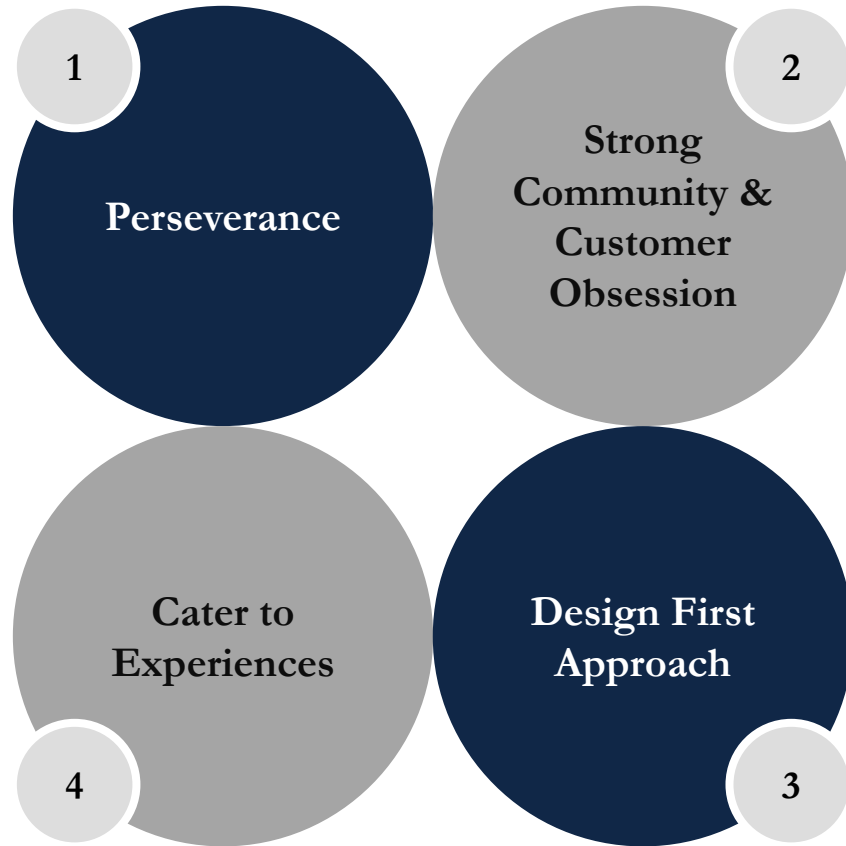 1
Perseverance
2
Strong
Community &
Customer
Obsession
3
Design First
Approach
4
Cater to
Experiences